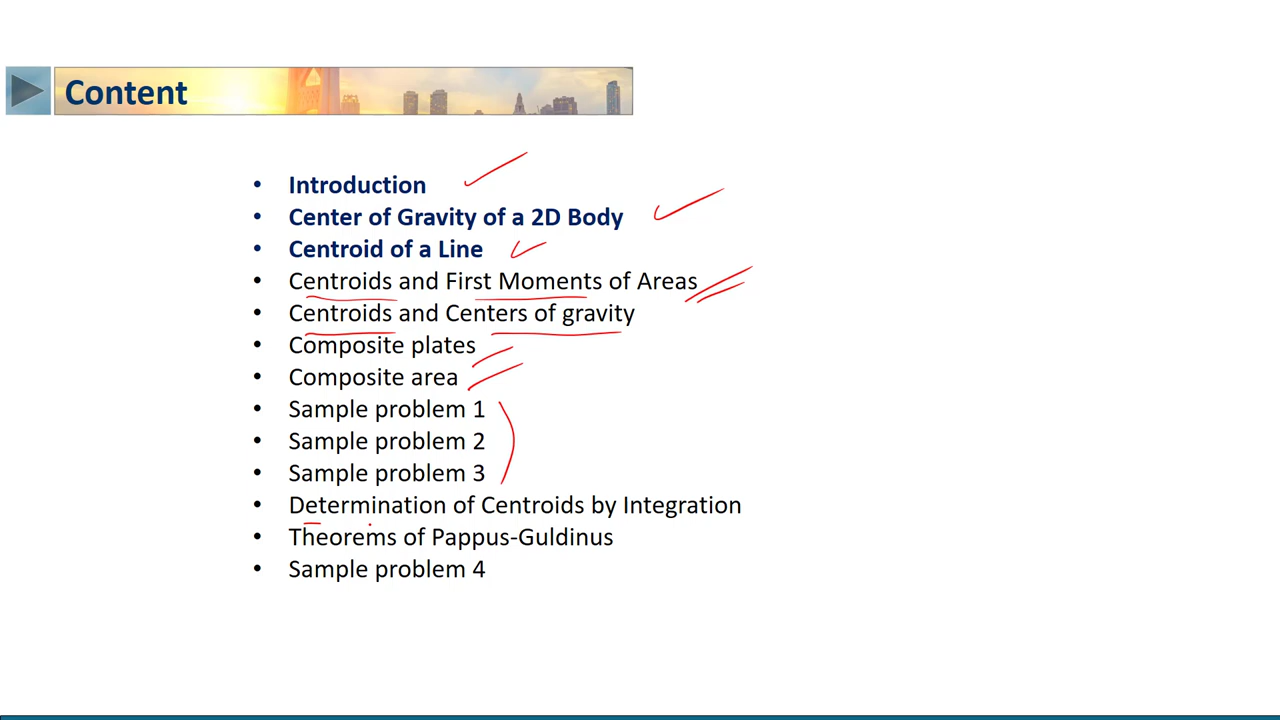 Content
• Introduction
• Center of Gravity of a 2D Body
• Centroid of a Line
• Centroids and First Moments of Areas
• Centroids and Centers of gravity
• Composite plates
• Composite area
• Sample problem 1
• Sample problem 2
• Sample problem 3
• Determination of Centroids by Integration
• Theorems of Pappus-Guldinus
• Sample problem 4